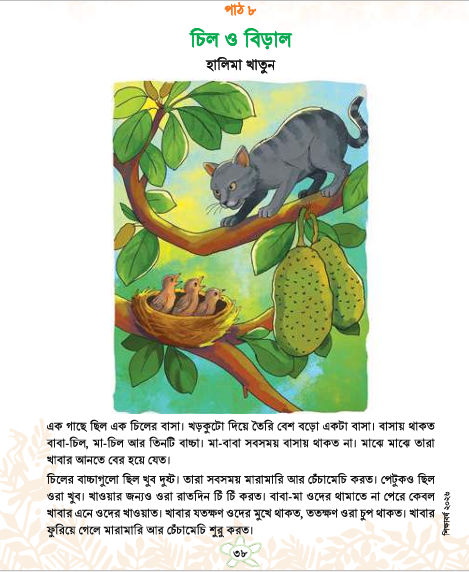 পাঠ ৮
চিল ও বিড়াল
হালিমা খাতুন
এক গাছে ছিল এক চিলের বাসা। খড়কুটো দিয়ে তৈরি বেশ বড়ো একটা বাসা। বাসায় থাকত
বাবা-চিল, মা-চিল আর তিনটি বাচ্চা। মা-বাবা সবসময় বাসায় থাকত না। মাঝে মাঝে তারা
খাবার আনতে বের হয়ে যেত।
চিলের বাচ্চাগুলো ছিল খুব দুষ্ট। তারা সবসময় মারামারি আর চেঁচামেচি করত। পেটুকও ছিল
ওরা খুব। খাওয়ার জন্যও ওরা রাতদিন চিঁ চিঁ করত। বাবা-মা ওদের থামাতে না পেরে কেবল
খাবার এনে ওদের খাওয়াত। খাবার যতক্ষণ ওদের মুখে থাকত, ততক্ষণ ওরা চুপ থাকত। খাবার
ফুরিয়ে গেলে মারামারি আর চেঁচামেচি শুরু করত।
শিক্ষাবর্ষ ২০২৬
৩৮